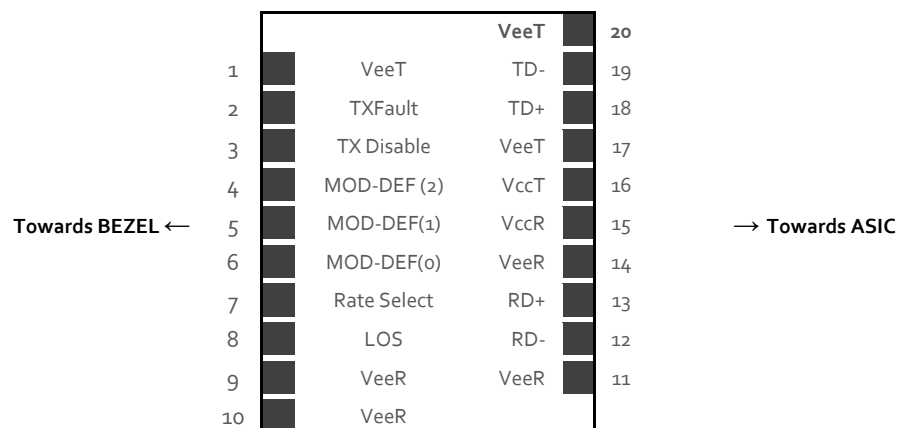 VeeT 20
1 VeeT TD- 19
2 TXFault TD+ 18
3 TX Disable VeeT 17
4 MOD-DEF (2) VccT 16
Towards BEZEL ← 5 MOD-DEF(1) VccR 15 → Towards ASIC
6 MOD-DEF(0) VeeR 14
7 Rate Select RD+ 13
8 LOS RD- 12
9 VeeR VeeR 11
10 VeeR